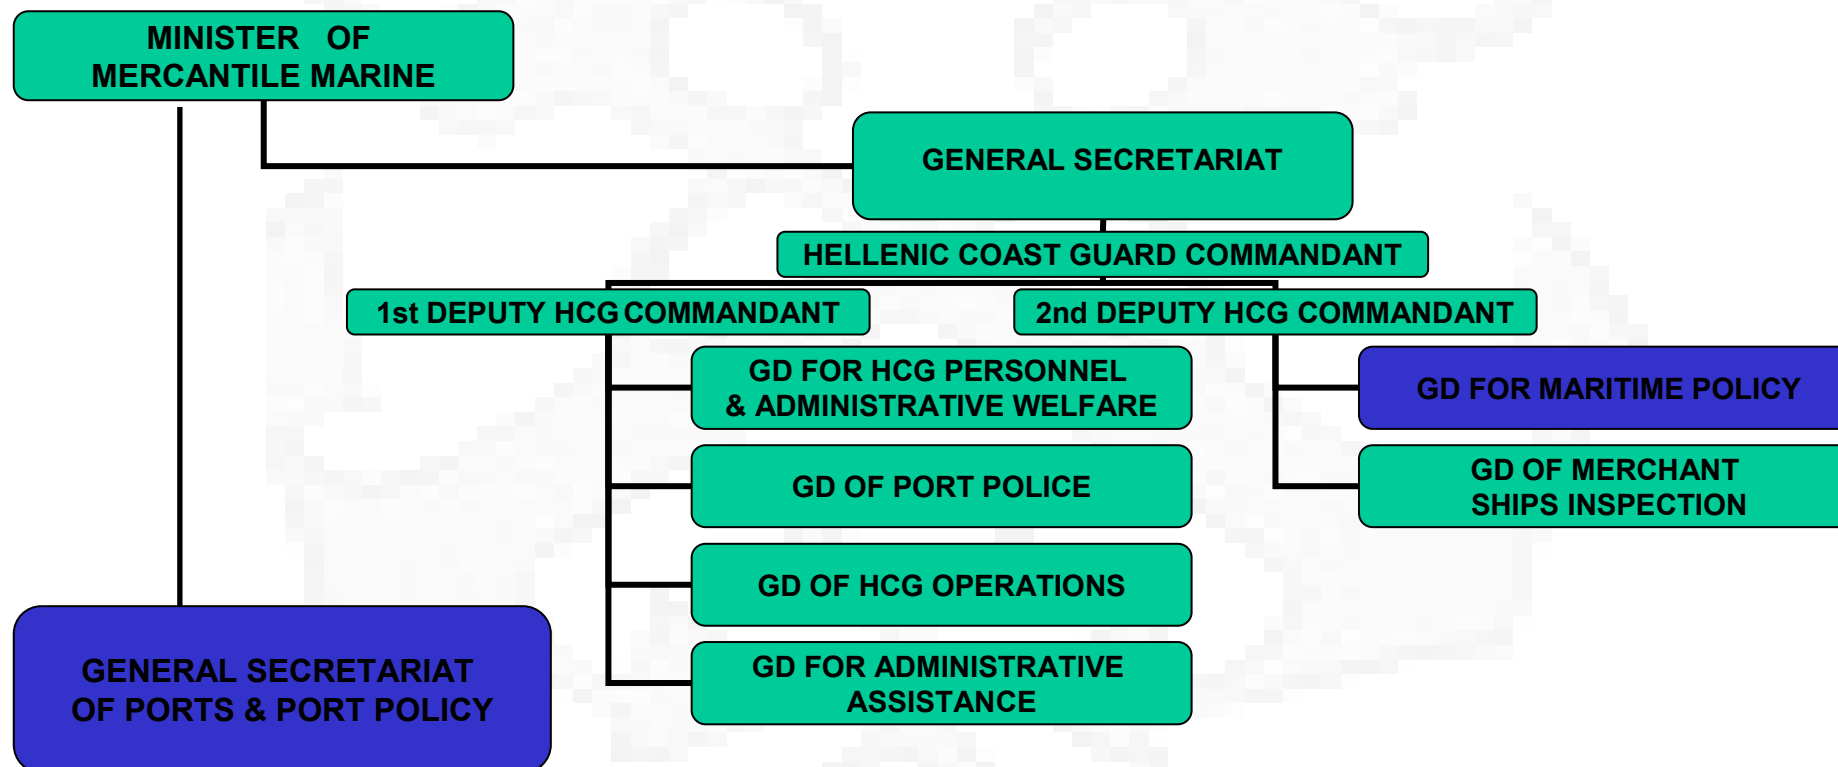 MINISTER OF
MERCANTILE MARINE
GENERAL SECRETARIAT
HELLENIC COAST GUARD COMMANDANT
1st DEPUTY HCG COMMANDANT
2nd DEPUTY HCG COMMANDANT
GD FOR HCG PERSONNEL
& ADMINISTRATIVE WELFARE
GD FOR MARITIME POLICY
GD OF PORT POLICE
GD OF MERCHANT
SHIPS INSPECTION
GD OF HCG OPERATIONS
GD FOR ADMINISTRATIVE
ASSISTANCE
GENERAL SECRETARIAT
OF PORTS & PORT POLICY